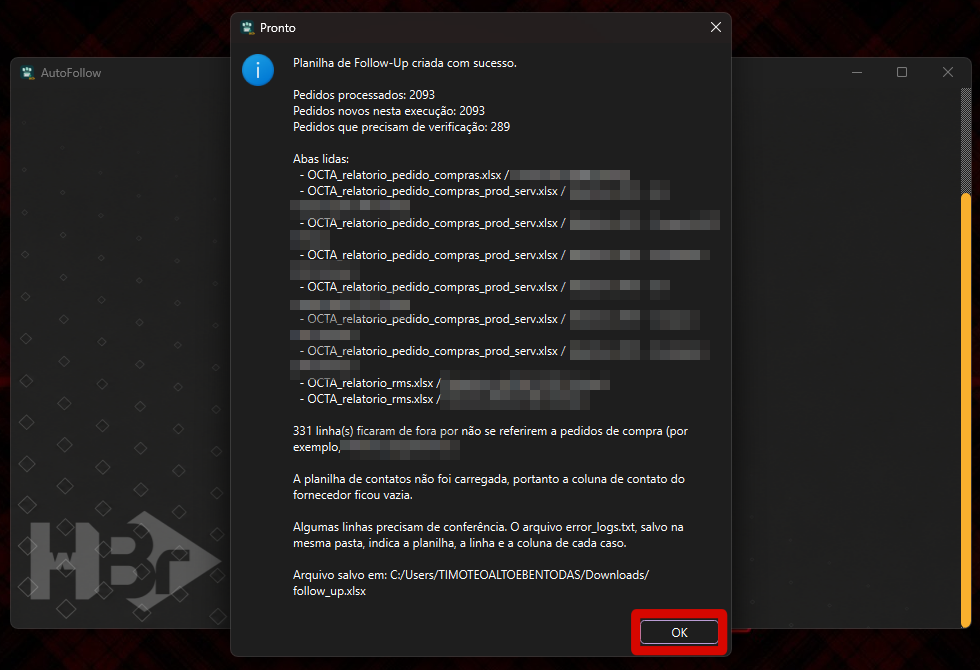 Pronto
AutoFollow
Planilha de Follow-Up criada com sucesso.
Pedidos processados: 2093
Pedidos novos nesta execução: 2093
Pedidos que precisam de verificação: 289
Abas lidas:
- OCTA_relatorio_pedido_compras.xlsx /
- OCTA_relatorio_pedido_compras_prod_serv.xlsx /
- OCTA_relatorio_pedido_compras_prod_serv.xlsx /
- OCTA_relatorio_pedido_compras_prod_serv.xlsx /
- OCTA_relatorio_pedido_compras_prod_serv.xlsx /
- OCTA_relatorio_pedido_compras_prod_serv.xlsx /
- OCTA_relatorio_pedido_compras_prod_serv.xlsx /
- OCTA_relatorio_rms.xlsx /
- OCTA_relatorio_rms.xlsx /
331 linha(s) ficaram de fora por não se referirem a pedidos de compra (por
exemplo,
A planilha de contatos não foi carregada, portanto a coluna de contato do
fornecedor ficou vazia.
Algumas linhas precisam de conferência. O arquivo error_logs.txt, salvo na
mesma pasta, indica a planilha, a linha e a coluna de cada caso.
Arquivo salvo em: C:/Users/TIMOTEOALTOEBENTODAS/Downloads/
follow_up.xlsx
OK